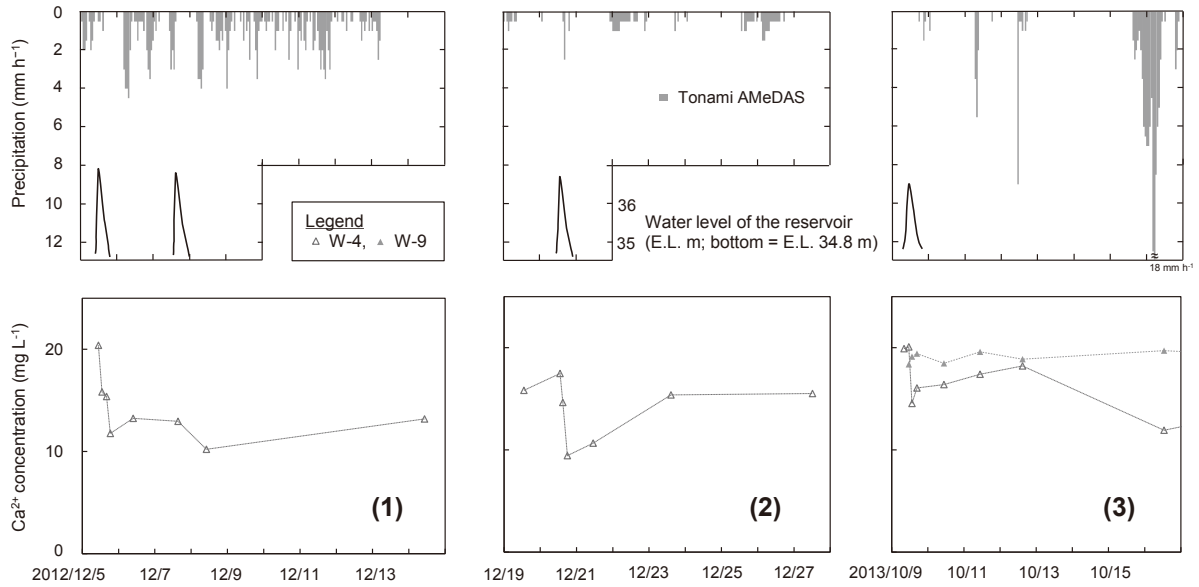 Precipitation (mm h⁻¹)
0
2
4
6
8
10
12
Tonami AMeDAS
Legend
W-4, W-9
36
35
Water level of the reservoir
(E.L. m; bottom = E.L. 34.8 m)
18 mm h⁻¹
Ca²⁺ concentration (mg L⁻¹)
20
10
0
(1)
(2)
(3)
2012/12/5 12/7 12/9 12/11 12/13
12/19 12/21 12/23 12/25 12/27
2013/10/9 10/11 10/13 10/15